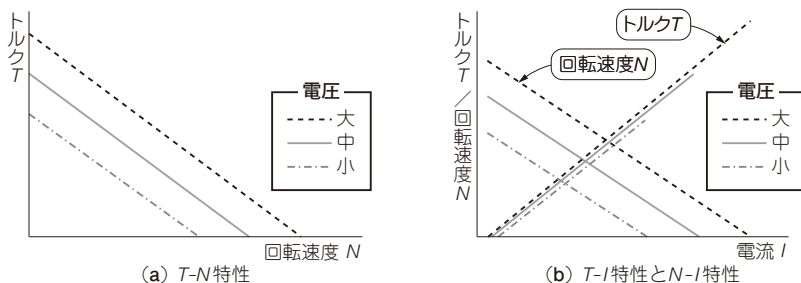 トルクT
電圧
大
中
小
回転速度 N
(a) T-N特性
トルクT／回転速度N
トルクT
回転速度N
電圧
大
中
小
電流 I
(b) T-I特性とN-I特性